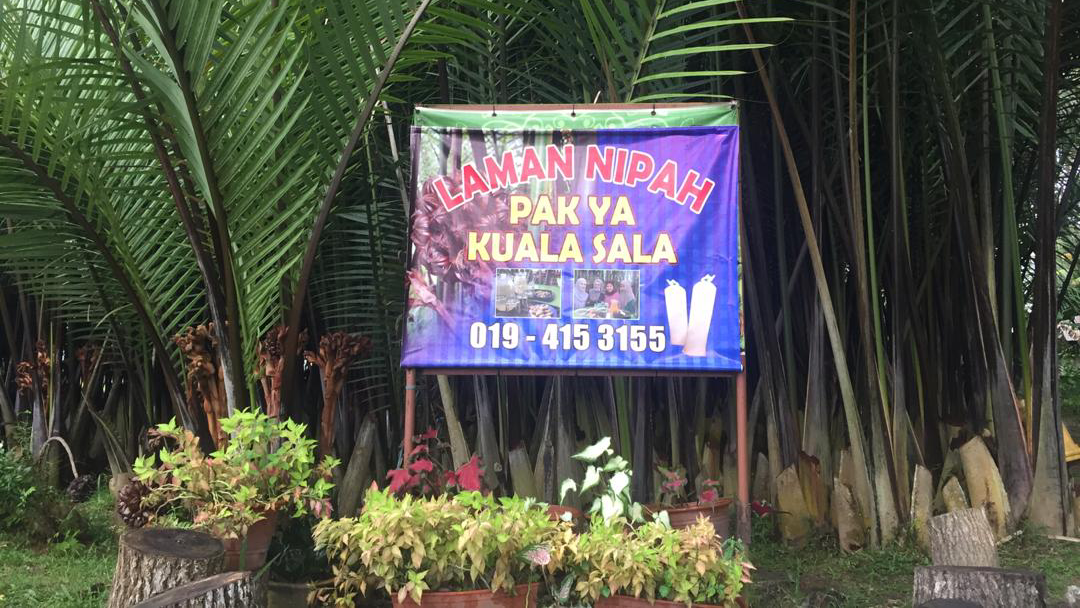 LAMAN NIPAH
PAK YA
KUALA SALA
019 - 415 3155